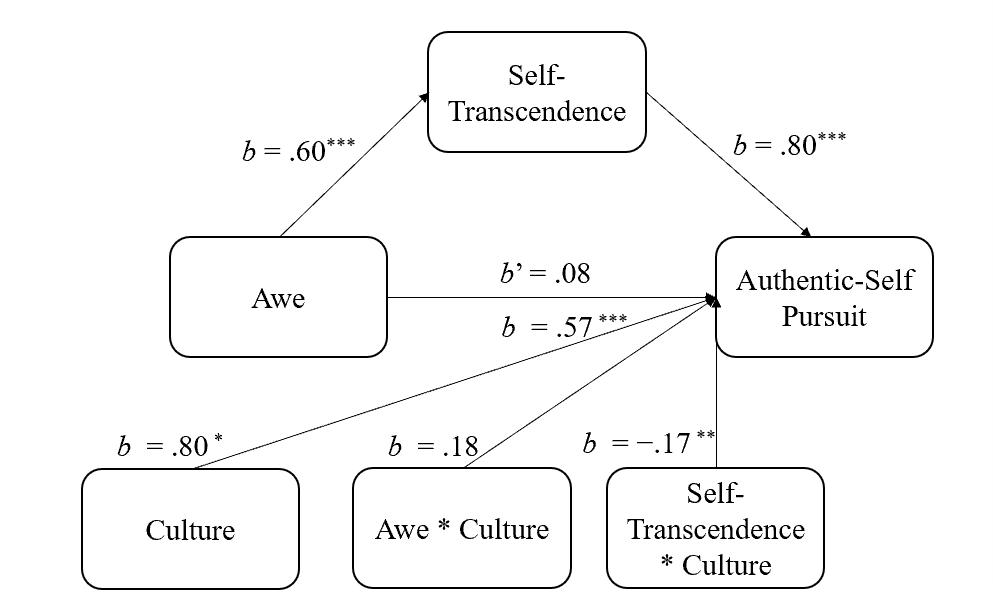 Self-
Transcendence
b = .60***
b = .80***
Awe
b’ = .08
Authentic-Self
Pursuit
b = .57***
b = .80*
b = .18
b = −.17**
Culture
Awe * Culture
Self-
Transcendence
* Culture